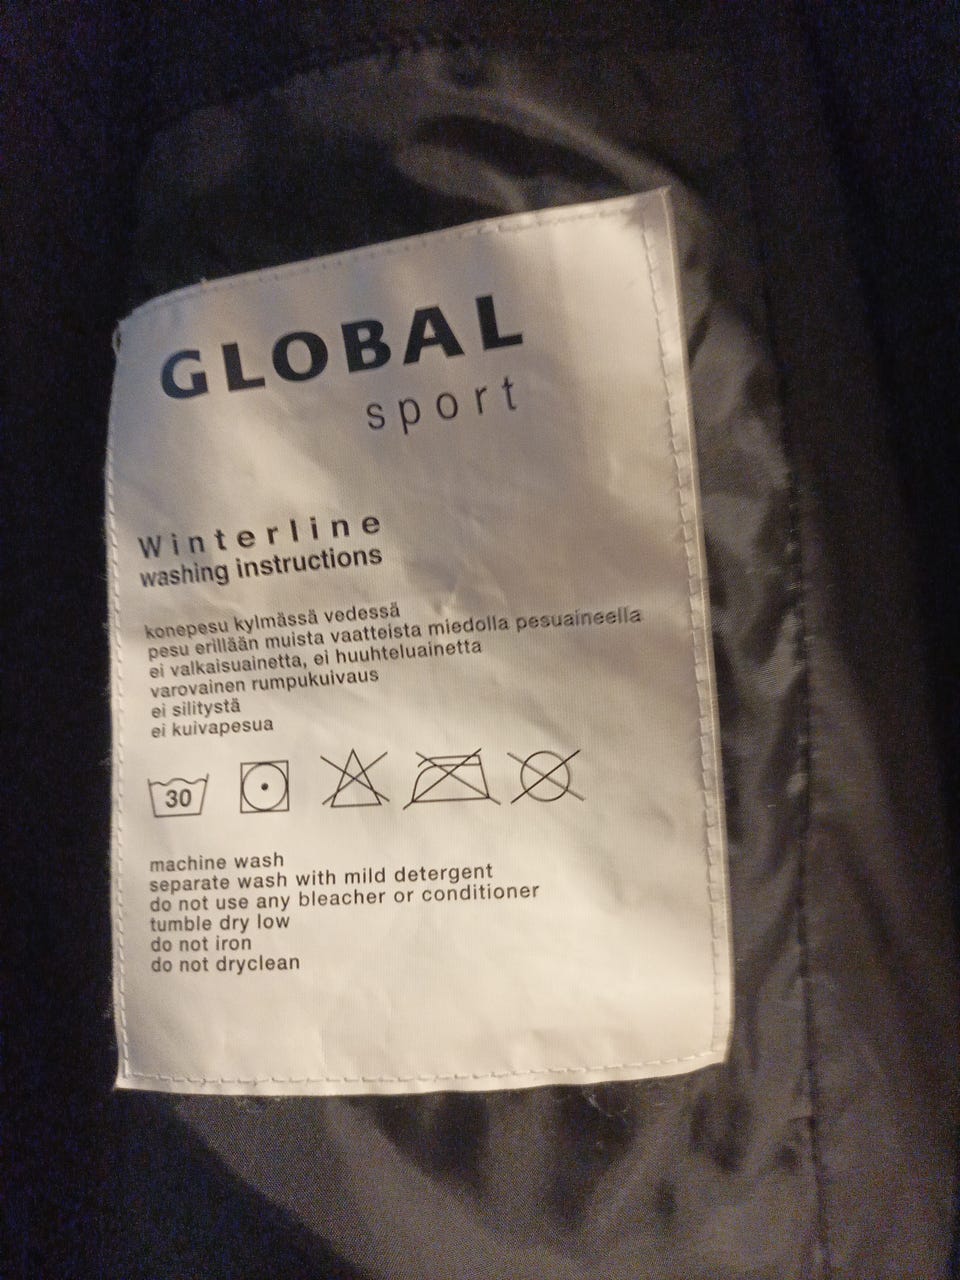 GLOBAL
sport
Winterline
washing instructions
konepesu kylmässä vedessä
pesu erillään muista vaatteista miedolla pesuaineella
ei valkaisuainetta, ei huuhteluainetta
varovainen rumpukuivaus
ei silitystä
ei kuivapesua
30
machine wash
separate wash with mild detergent
do not use any bleacher or conditioner
tumble dry low
do not iron
do not dryclean